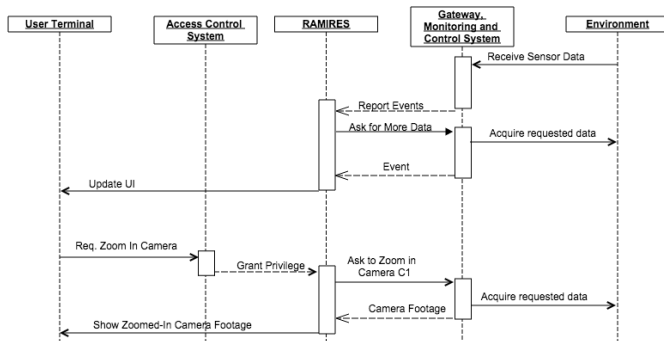 User Terminal
Access Control
System
RAMIRES
Gateway,
Monitoring and
Control System
Environment
Receive Sensor Data
Report Events
Ask for More Data
Acquire requested data
Event
Update UI
Req. Zoom In Camera
Grant Privilege
Ask to Zoom in
Camera C1
Acquire requested data
Camera Footage
Show Zoomed-In Camera Footage